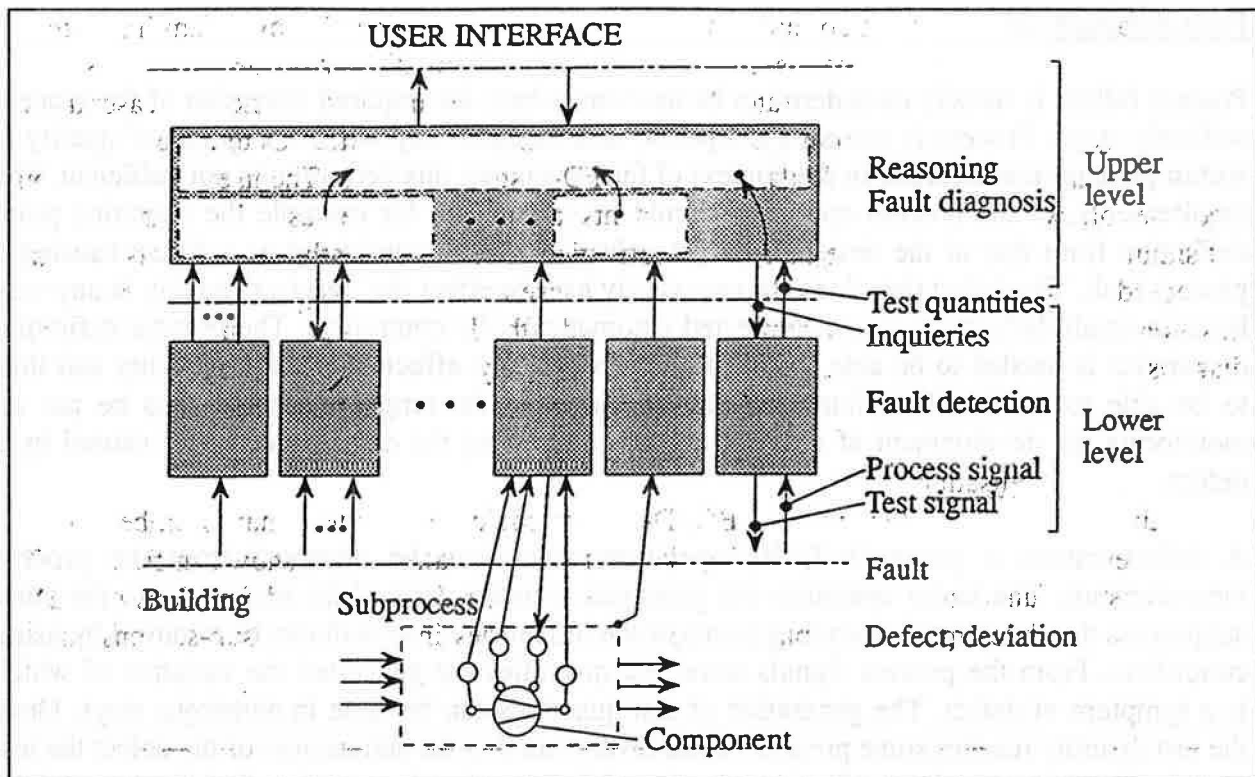 USER INTERFACE
Reasoning
Fault diagnosis
Upper
level
Test quantities
Inquieries
Fault detection
Lower
level
Process signal
Test signal
Building
Subprocess
Fault
Defect, deviation
Component